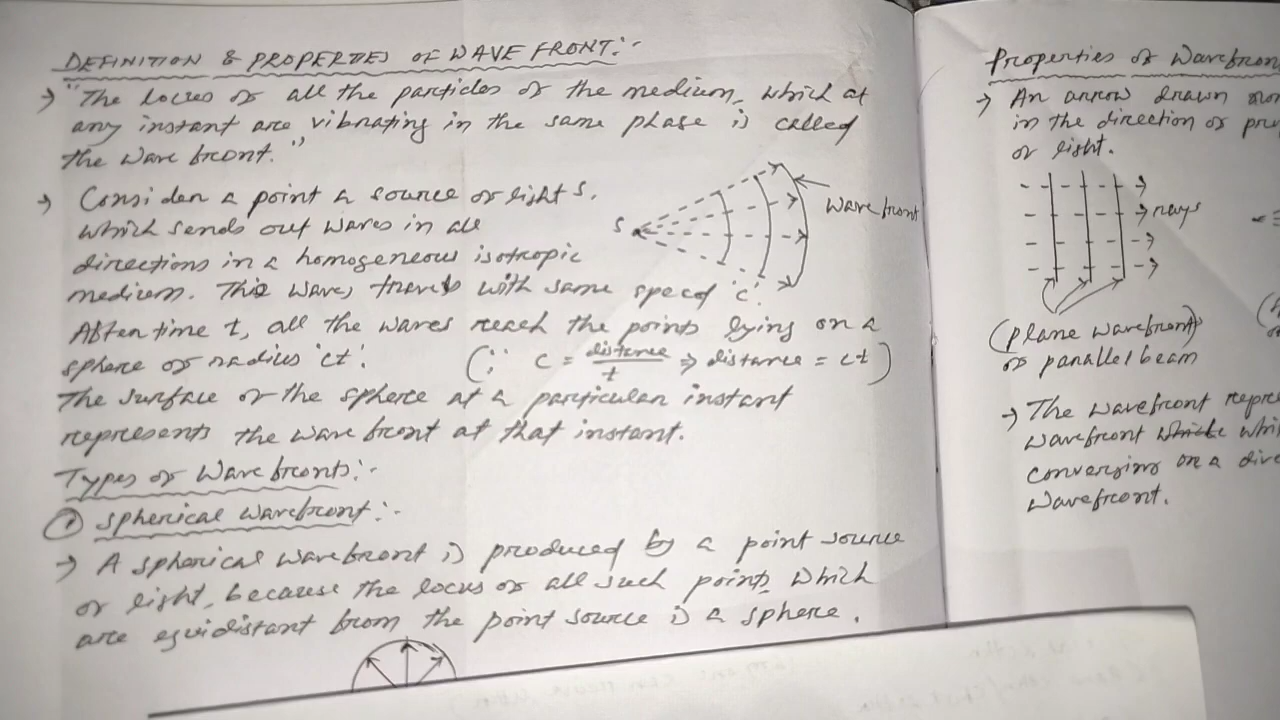 DEFINITION & PROPERTIES OF WAVE FRONT:-
→ "The locus of all the particles of the medium, which at
any instant are vibrating in the same phase is called
the wave front."
→ Consider a point a source of light S.
which sends out waves in all
directions in a homogeneous isotropic
medium. This waves travels with same speed 'c'.
After time t, all the waves reach the points lying on a
sphere of radius 'ct'.
(∵ c = distance/t ⇒ distance = ct)
The surface of the sphere at a particular instant
represents the wave front at that instant.
S
wave front
Types of Wavefronts:-
① Spherical Wavefront:-
→ A spherical wavefront is produced by a point source
of light, because the locus of all such points, which
are equidistant from the point source is a sphere.
Properties of Wavefron
→ An arrow drawn
in the direction of
of light.
→ rays
(plane wavefront)
of parallel beam
→ The wavefront
wavefront
converging or a
wavefront.